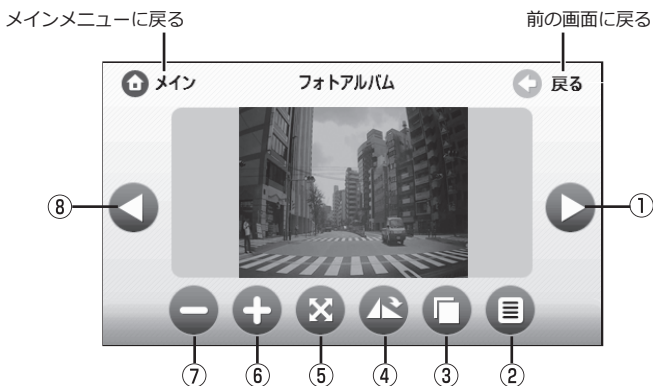 メインメニューに戻る
前の画面に戻る
メイン
フォトアルバム
戻る
⑧
①
⑦
⑥
⑤
④
③
②